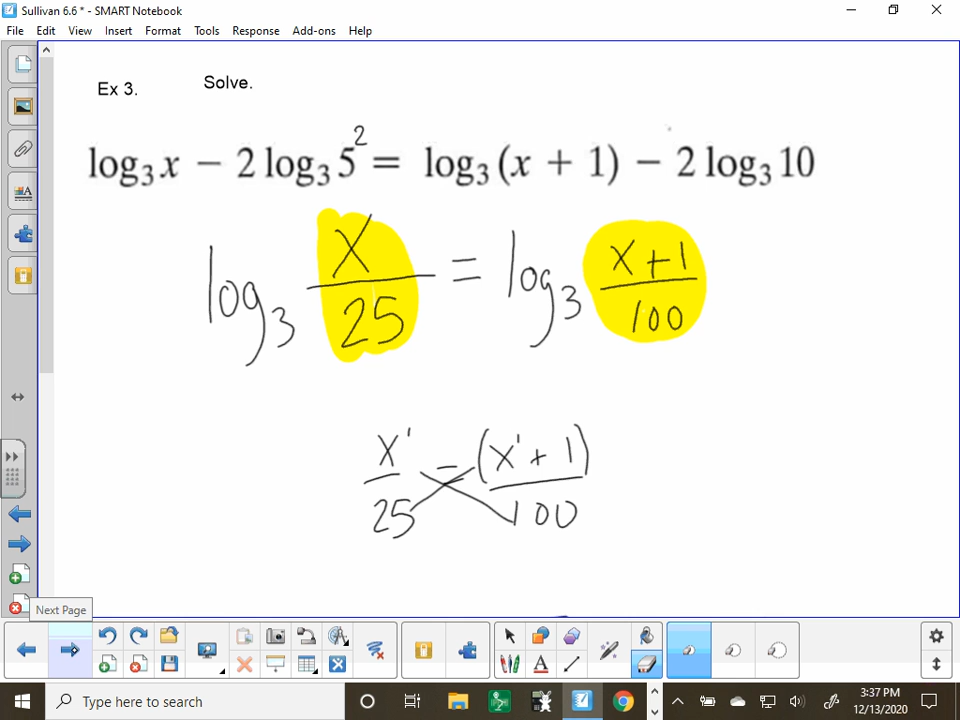 Sullivan 6.6 * - SMART Notebook
File Edit View Insert Format Tools Response Add-ons Help
Ex 3. Solve.
log₃ x − 2 log₃ 5² = log₃ (x + 1) − 2 log₃ 10
log₃ x/25 = log₃ x+1/100
x' = (x' + 1)
25 100
Next Page
Type here to search
3:37 PM
12/13/2020